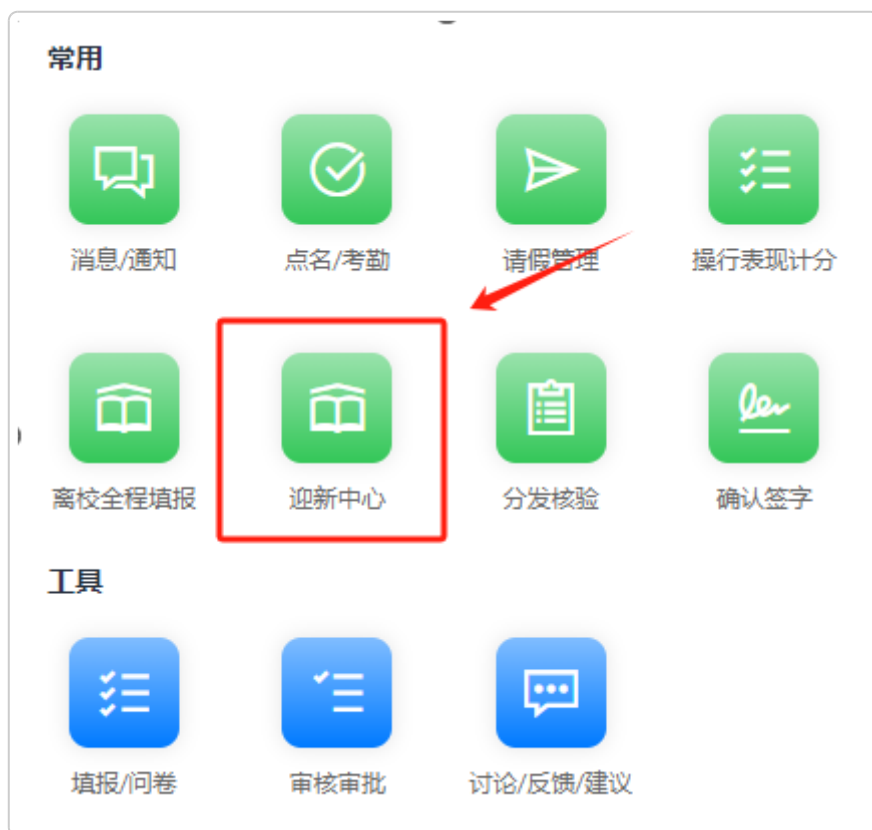 常用
消息/通知 点名/考勤 请假管理 操行表现计分
离校全程填报 迎新中心 分发核验 确认签字
工具
填报/问卷 审核审批 讨论/反馈/建议